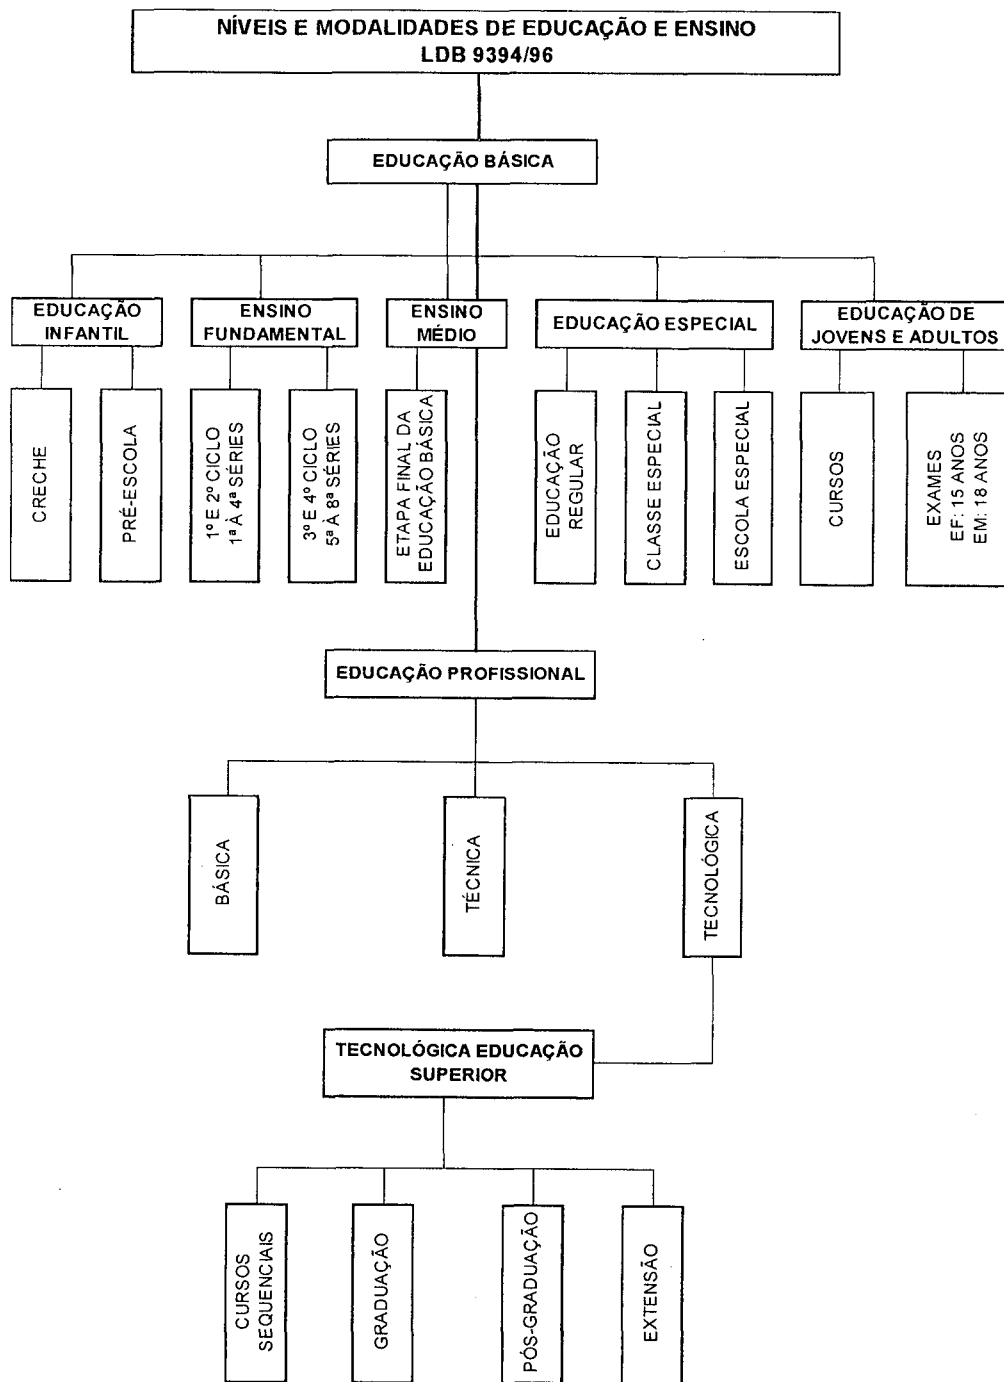 NÍVEIS E MODALIDADES DE EDUCAÇÃO E ENSINO
LDB 9394/96
EDUCAÇÃO BÁSICA
EDUCAÇÃO
INFANTIL
ENSINO
FUNDAMENTAL
ENSINO
MÉDIO
EDUCAÇÃO ESPECIAL
EDUCAÇÃO DE
JOVENS E ADULTOS
CRECHE
PRÉ-ESCOLA
1º E 2º CICLO
1ª À 4ª SÉRIES
3º E 4º CICLO
5ª À 8ª SÉRIES
ETAPA FINAL DA
EDUCAÇÃO BÁSICA
EDUCAÇÃO
REGULAR
CLASSE ESPECIAL
ESCOLA ESPECIAL
CURSOS
EXAMES
EF: 15 ANOS
EM: 18 ANOS
EDUCAÇÃO PROFISSIONAL
BÁSICA
TÉCNICA
TECNOLÓGICA
TECNOLÓGICA EDUCAÇÃO
SUPERIOR
CURSOS
SEQUENCIAIS
GRADUAÇÃO
PÓS-GRADUAÇÃO
EXTENSÃO